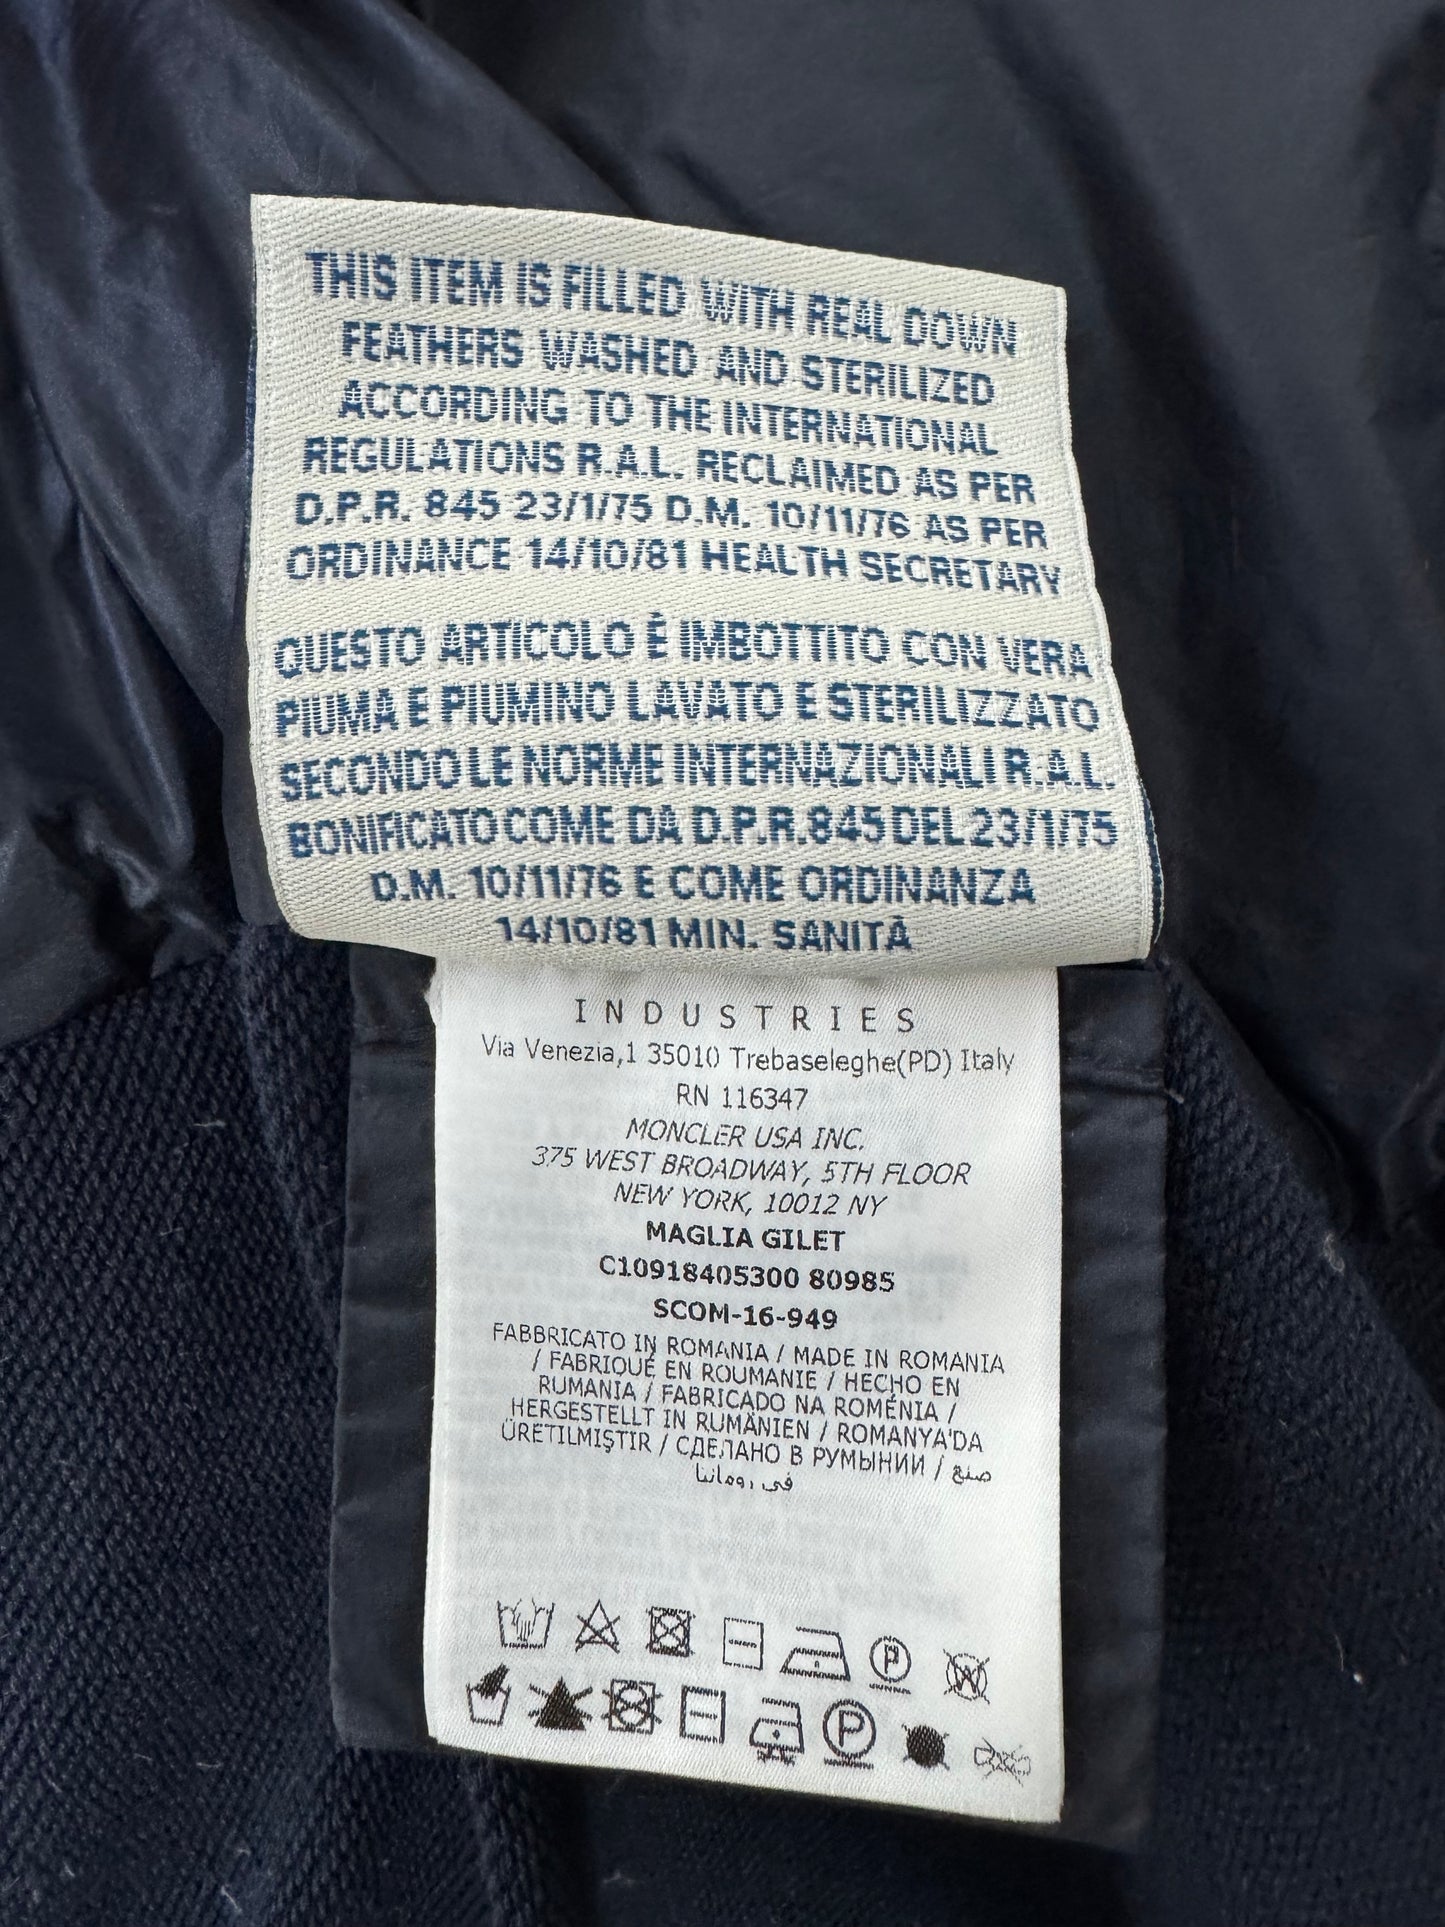 THIS ITEM IS FILLED WITH REAL DOWN
FEATHERS WASHED AND STERILIZED
ACCORDING TO THE INTERNATIONAL
REGULATIONS R.A.L. RECLAIMED AS PER
D.P.R. 845 23/1/75 D.M. 10/11/76 AS PER
ORDINANCE 14/10/81 HEALTH SECRETARY
QUESTO ARTICOLO È IMBOTTITO CON VERA
PIUMA E PIUMINO LAVATO E STERILIZZATO
SECONDO LE NORME INTERNAZIONALI R.A.L.
BONIFICATO COME DA D.P.R.845 DEL 23/1/75
D.M. 10/11/76 E COME ORDINANZA
14/10/81 MIN. SANITÀ
INDUSTRIES
Via Venezia,1 35010 Trebaseleghe(PD) Italy
RN 116347
MONCLER USA INC.
375 WEST BROADWAY, 5TH FLOOR
NEW YORK, 10012 NY
MAGLIA GILET
C10918405300 80985
SCOM-16-949
FABBRICATO IN ROMANIA / MADE IN ROMANIA
/ FABRIQUÉ EN ROUMANIE / HECHO EN
RUMANIA / FABRICADO NA ROMÉNIA /
HERGESTELLT IN RUMÄNIEN / ROMANYA'DA
ÜRETILMIŞTIR / СДЕЛАНО В РУМЫНИИ / صنع
في رومانيا
P
W
P